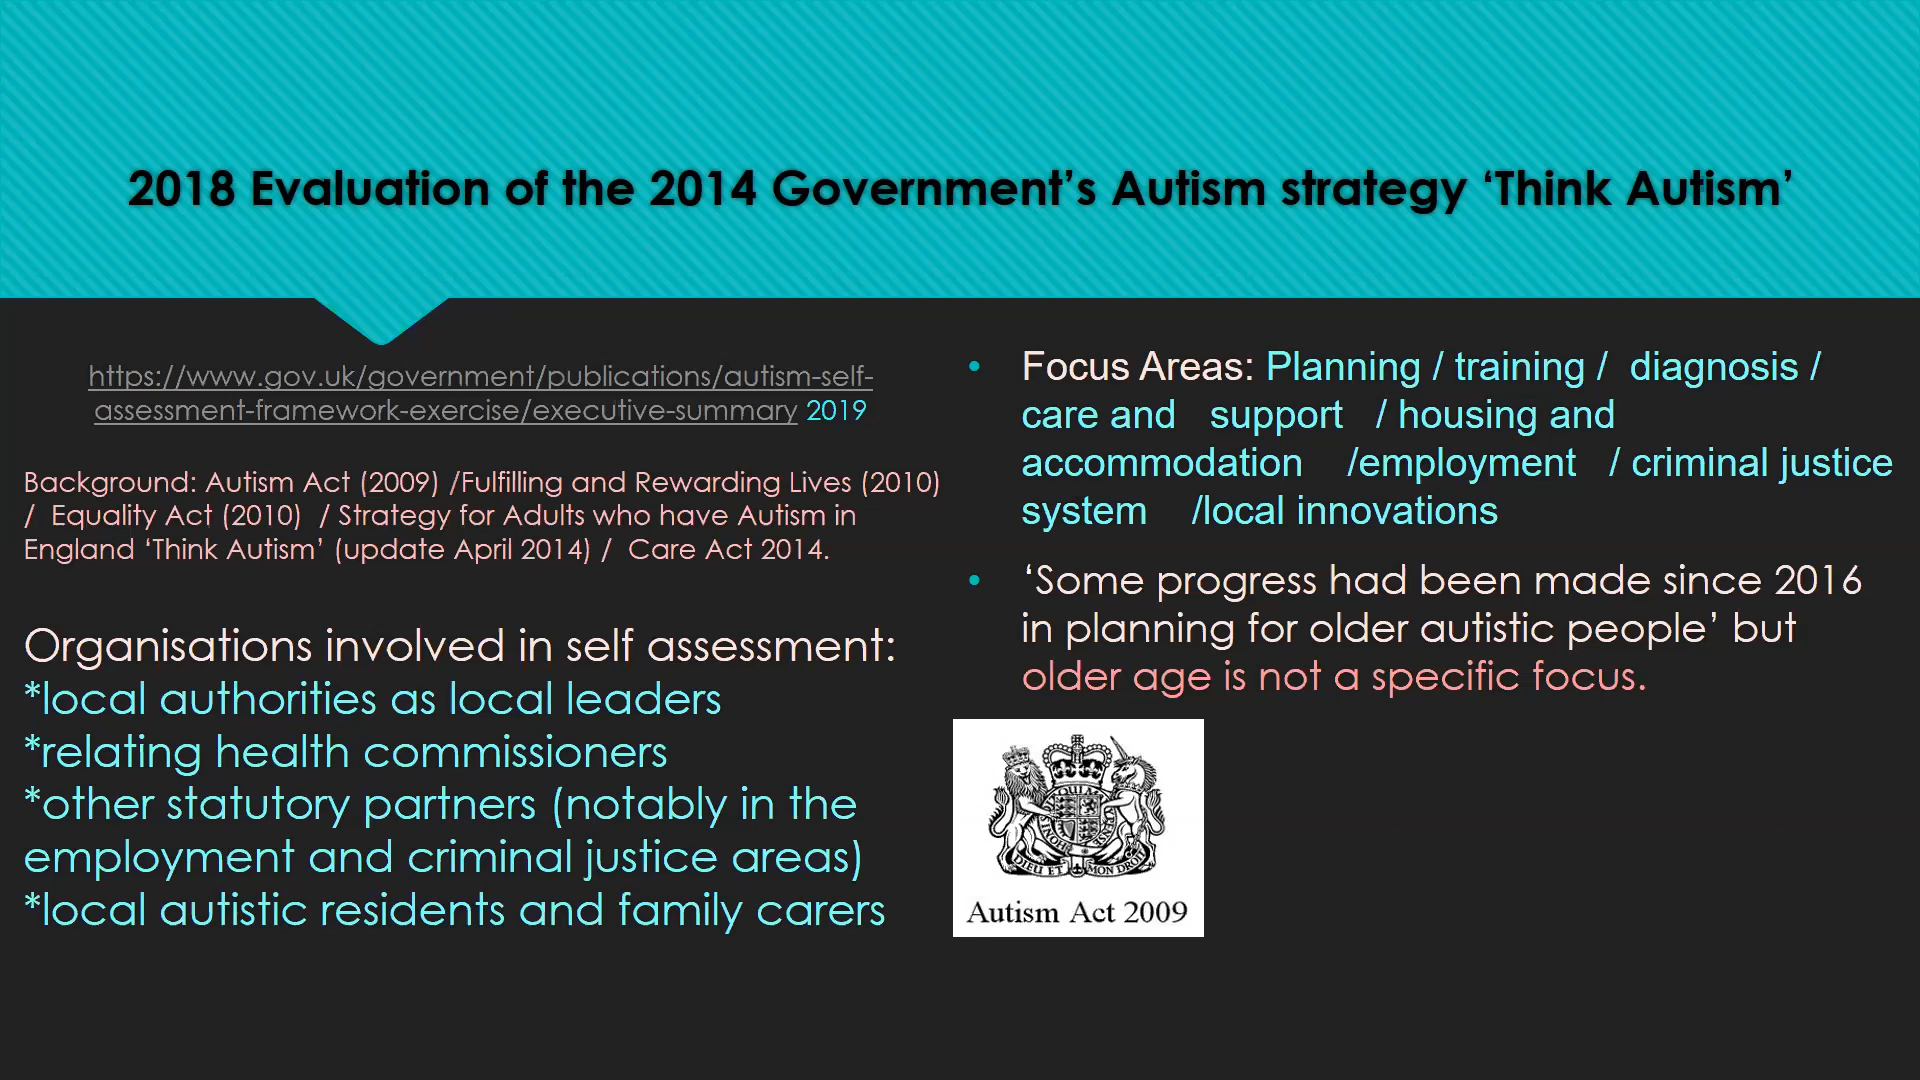 2018 Evaluation of the 2014 Government’s Autism strategy ‘Think Autism’
https://www.gov.uk/government/publications/autism-self-
assessment-framework-exercise/executive-summary 2019
Background: Autism Act (2009) /Fulfilling and Rewarding Lives (2010)
/ Equality Act (2010) / Strategy for Adults who have Autism in
England ‘Think Autism’ (update April 2014) / Care Act 2014.
Organisations involved in self assessment:
*local authorities as local leaders
*relating health commissioners
*other statutory partners (notably in the
employment and criminal justice areas)
*local autistic residents and family carers
• Focus Areas: Planning / training / diagnosis /
care and support / housing and
accommodation /employment / criminal justice
system /local innovations
• ‘Some progress had been made since 2016
in planning for older autistic people’ but
older age is not a specific focus.
DIEU ET MON DROIT
Autism Act 2009